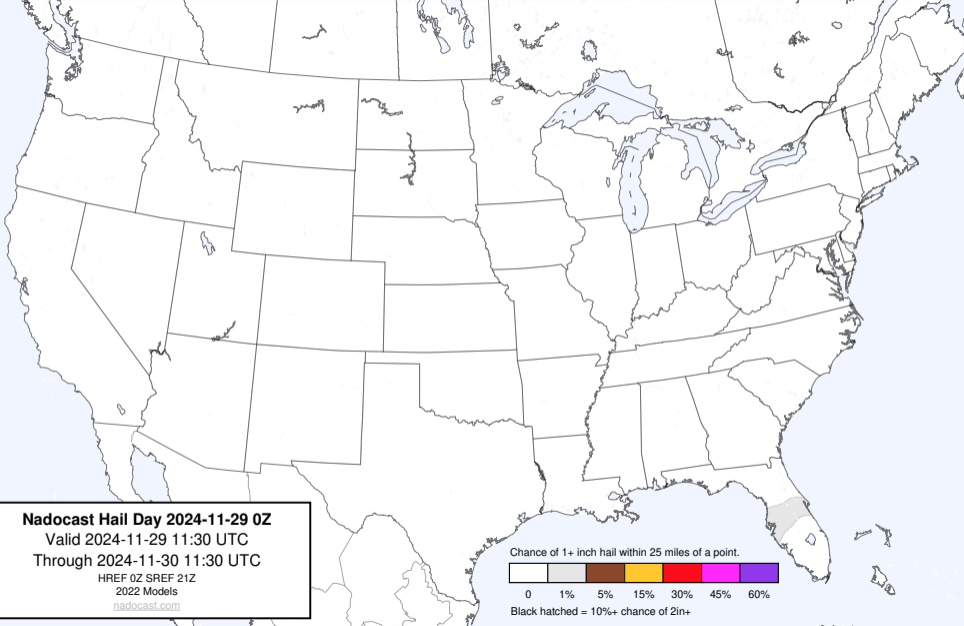 Nadocast Hail Day 2024-11-29 0Z
Valid 2024-11-29 11:30 UTC
Through 2024-11-30 11:30 UTC
HREF 0Z SREF 21Z
2022 Models
nadocast.com
Chance of 1+ inch hail within 25 miles of a point.
0 1% 5% 15% 30% 45% 60%
Black hatched = 10%+ chance of 2in+